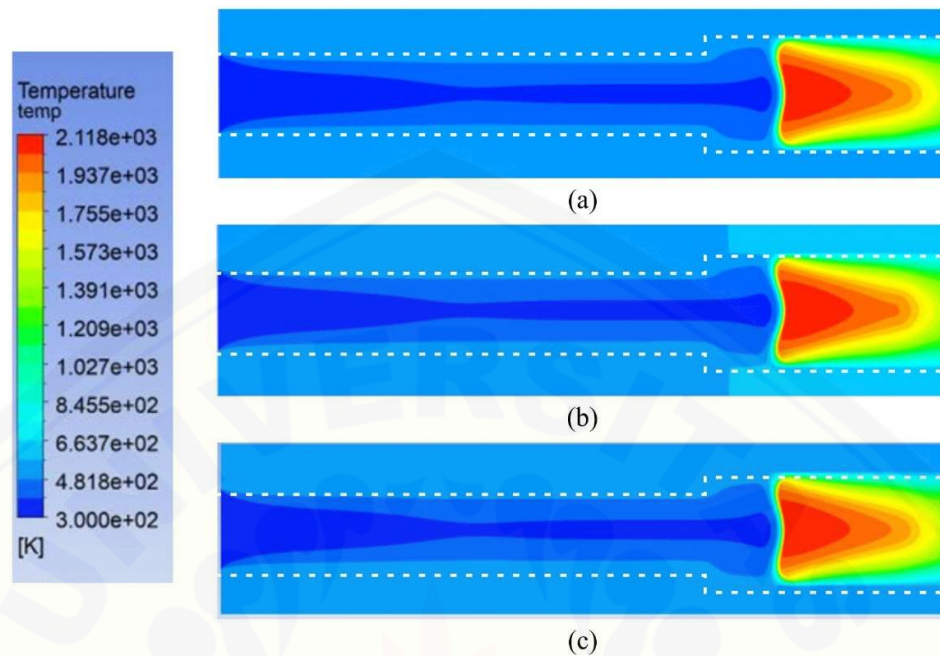 Temperature
temp
2.118e+03
1.937e+03
1.755e+03
1.573e+03
1.391e+03
1.209e+03
1.027e+03
8.455e+02
6.637e+02
4.818e+02
3.000e+02
[K]
(a)
(b)
(c)
UNIVERSIT